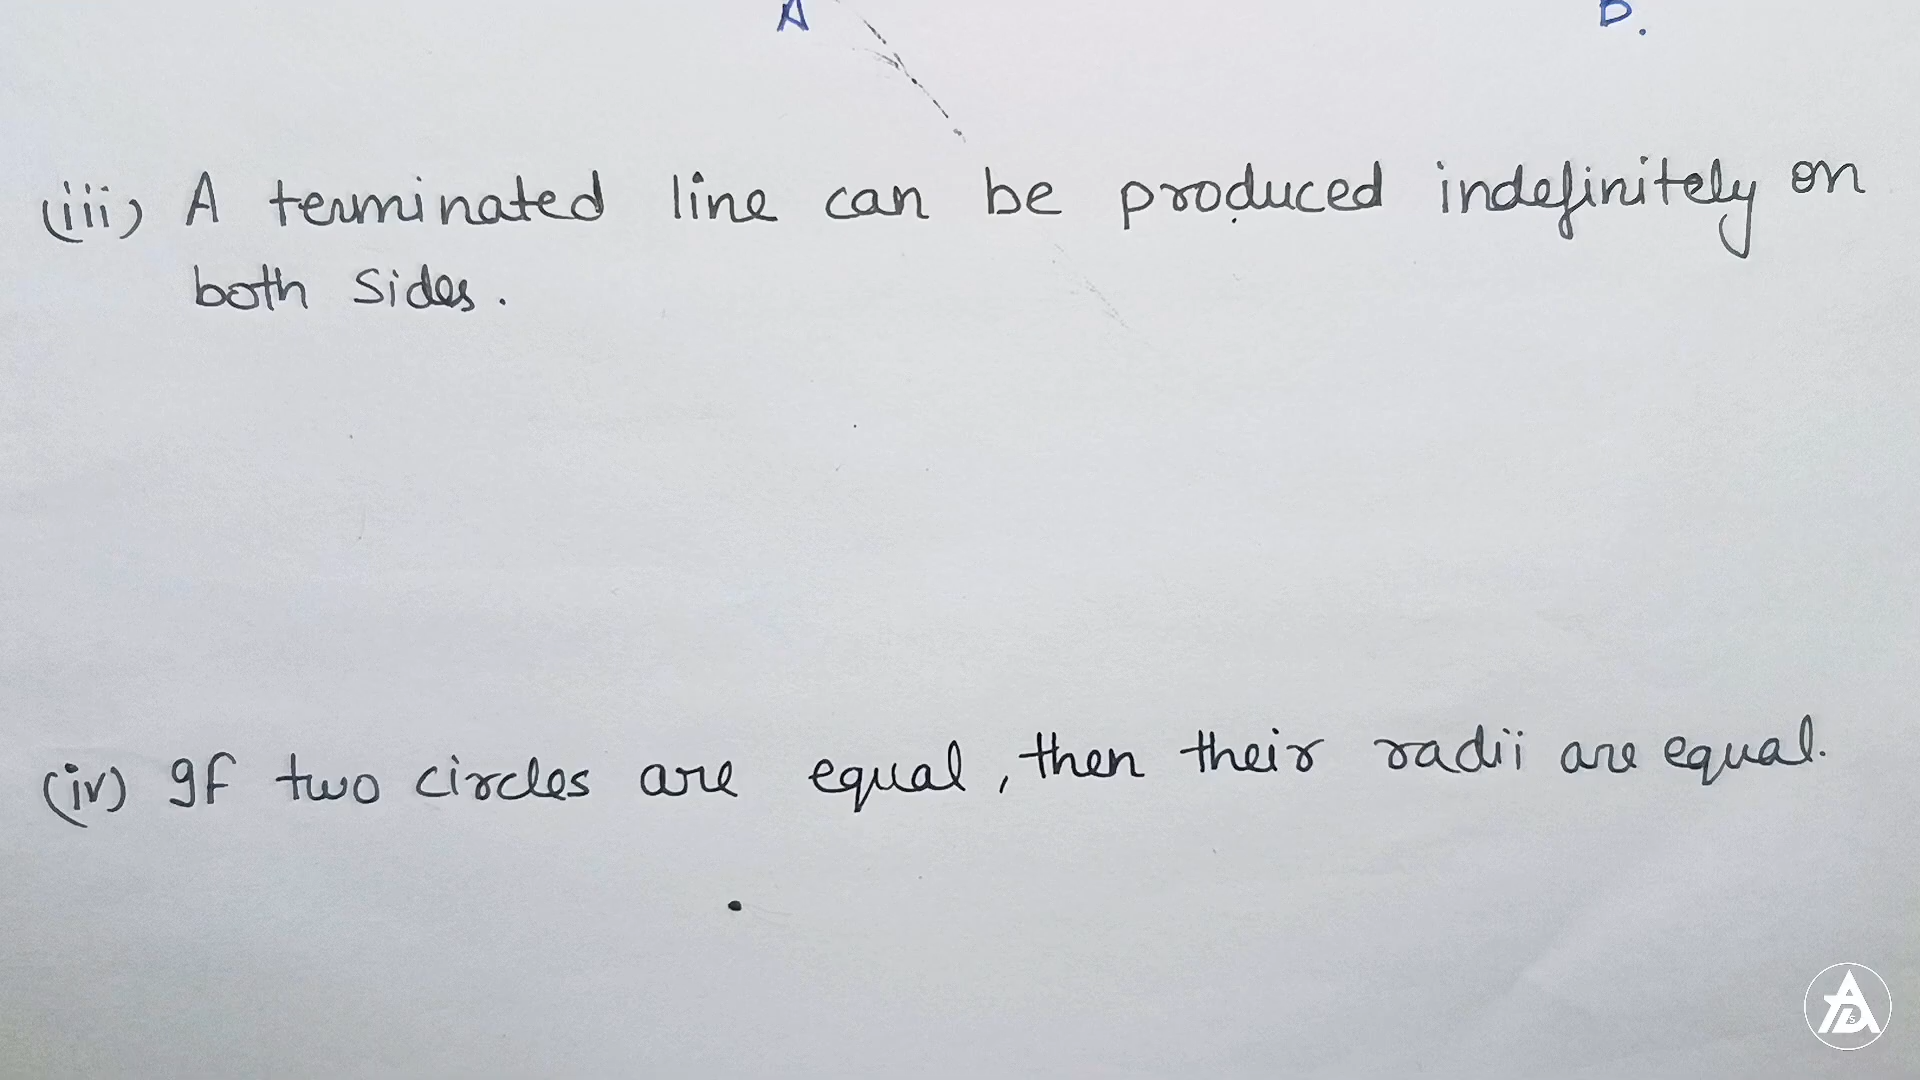 A B.
(iii) A terminated line can be produced indefinitely on
both sides.
(iv) If two circles are equal, then their radii are equal.